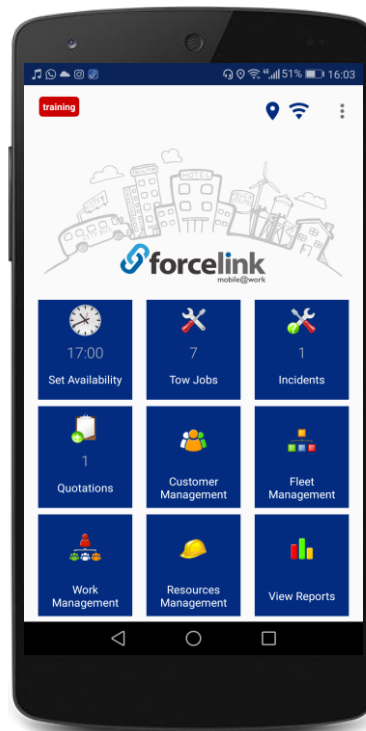 51% 16:03
training
HOTEL
forcelink
mobile@work
17:00
Set Availability
7
Tow Jobs
1
Incidents
1
Quotations
Customer
Management
Fleet
Management
Work
Management
Resources
Management
View Reports